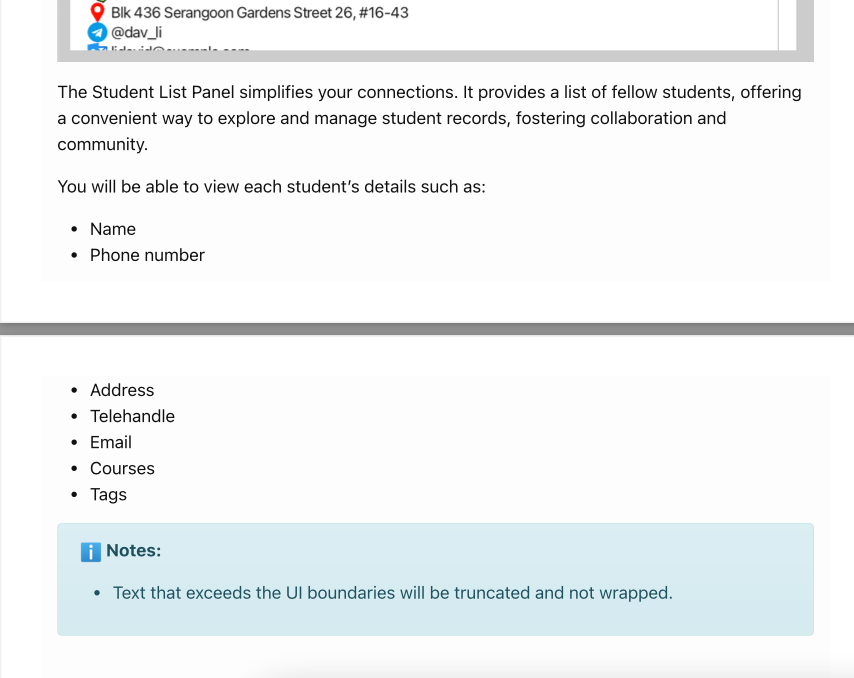 Blk 436 Serangoon Gardens Street 26, #16-43
@dav_li
The Student List Panel simplifies your connections. It provides a list of fellow students, offering
a convenient way to explore and manage student records, fostering collaboration and
community.
You will be able to view each student’s details such as:
• Name
• Phone number
• Address
• Telehandle
• Email
• Courses
• Tags
Notes:
• Text that exceeds the UI boundaries will be truncated and not wrapped.